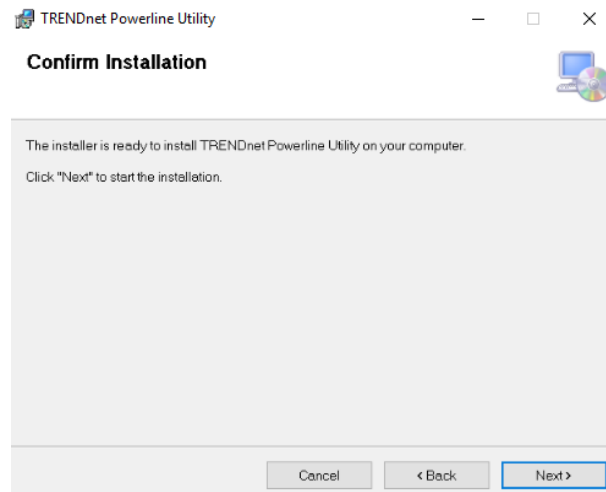 TRENDnet Powerline Utility
Confirm Installation
The installer is ready to install TRENDnet Powerline Utility on your computer.
Click "Next" to start the installation.
Cancel
< Back
Next >